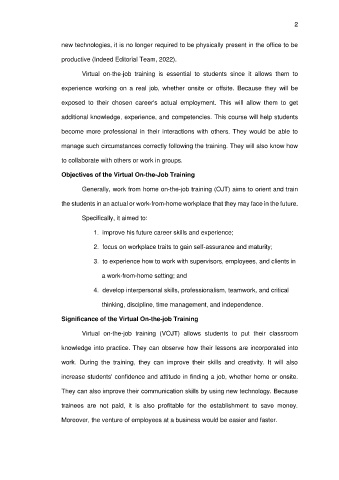 2
new technologies, it is no longer required to be physically present in the office to be
productive (Indeed Editorial Team, 2022).
Virtual on-the-job training is essential to students since it allows them to
experience working on a real job, whether onsite or offsite. Because they will be
exposed to their chosen career's actual employment. This will allow them to get
additional knowledge, experience, and competencies. This course will help students
become more professional in their interactions with others. They would be able to
manage such circumstances correctly following the training. They will also know how
to collaborate with others or work in groups.
Objectives of the Virtual On-the-Job Training
Generally, work from home on-the-job training (OJT) aims to orient and train
the students in an actual or work-from-home workplace that they may face in the future.
Specifically, it aimed to:
1. improve his future career skills and experience;
2. focus on workplace traits to gain self-assurance and maturity;
3. to experience how to work with supervisors, employees, and clients in
a work-from-home setting; and
4. develop interpersonal skills, professionalism, teamwork, and critical
thinking, discipline, time management, and independence.
Significance of the Virtual On-the-job Training
Virtual on-the-job training (VOJT) allows students to put their classroom
knowledge into practice. They can observe how their lessons are incorporated into
work. During the training, they can improve their skills and creativity. It will also
increase students' confidence and attitude in finding a job, whether home or onsite.
They can also improve their communication skills by using new technology. Because
trainees are not paid, it is also profitable for the establishment to save money.
Moreover, the venture of employees at a business would be easier and faster.